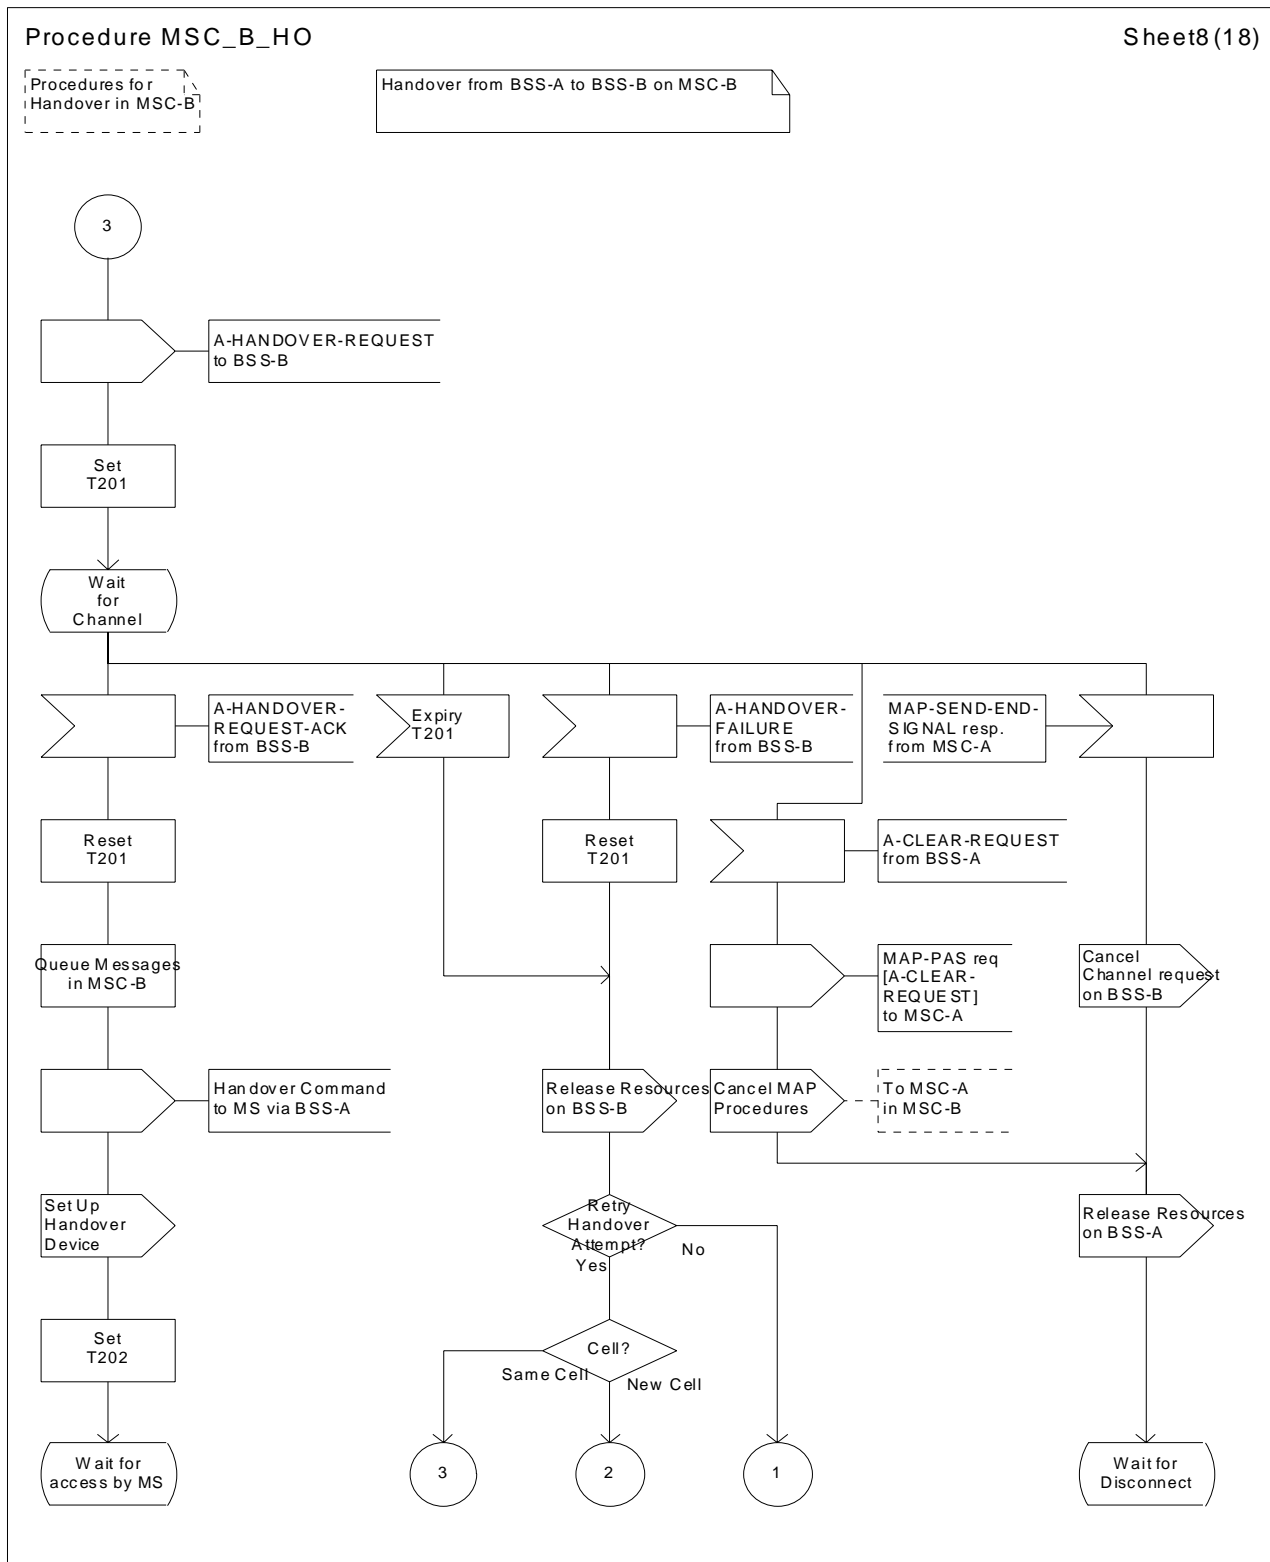 Procedure MSC_B_HO
Sheet8(18)
Procedures for
Handover in MSC-B
Handover from BSS-A to BSS-B on MSC-B
3
A-HANDOVER-REQUEST
to BSS-B
Set
T201
Wait
for
Channel
A-HANDOVER-
REQUEST-ACK
from BSS-B
Expiry
T201
A-HANDOVER-
FAILURE
from BSS-B
MAP-SEND-END-
SIGNAL resp.
from MSC-A
Reset
T201
Reset
T201
A-CLEAR-REQUEST
from BSS-A
Queue Messages
in MSC-B
MAP-PAS req
[A-CLEAR-
REQUEST]
to MSC-A
Cancel
Channel request
on BSS-B
Handover Command
to MS via BSS-A
Release Resources
on BSS-B
Cancel MAP
Procedures
To MSC-A
in MSC-B
Set Up
Handover
Device
Retry
Handover
Attempt?
Yes
No
Release Resources
on BSS-A
Set
T202
Cell?
Same Cell
New Cell
Wait for
access by MS
3
2
1
Wait for
Disconnect